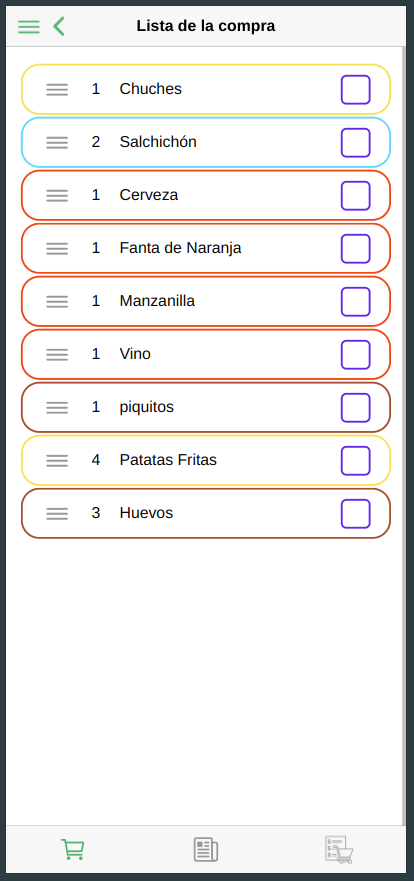 Lista de la compra
1 Chuches
2 Salchichón
1 Cerveza
1 Fanta de Naranja
1 Manzanilla
1 Vino
1 piquitos
4 Patatas Fritas
3 Huevos